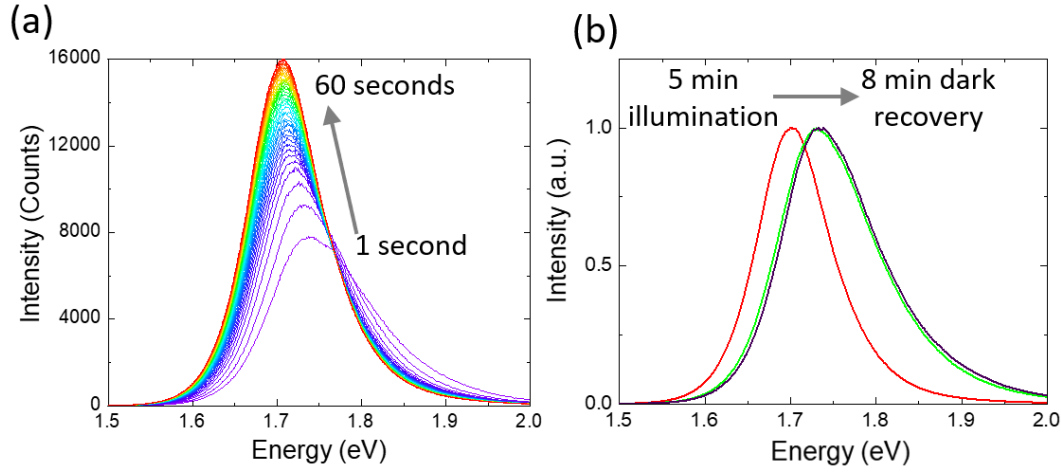 (a)
16000
12000
8000
4000
0
Intensity (Counts)
60 seconds
1 second
1.5
1.6
1.7
1.8
1.9
2.0
Energy (eV)
(b)
5 min
illumination
8 min dark
recovery
1.0
0.5
0.0
Intensity (a.u.)
1.5
1.6
1.7
1.8
1.9
2.0
Energy (eV)